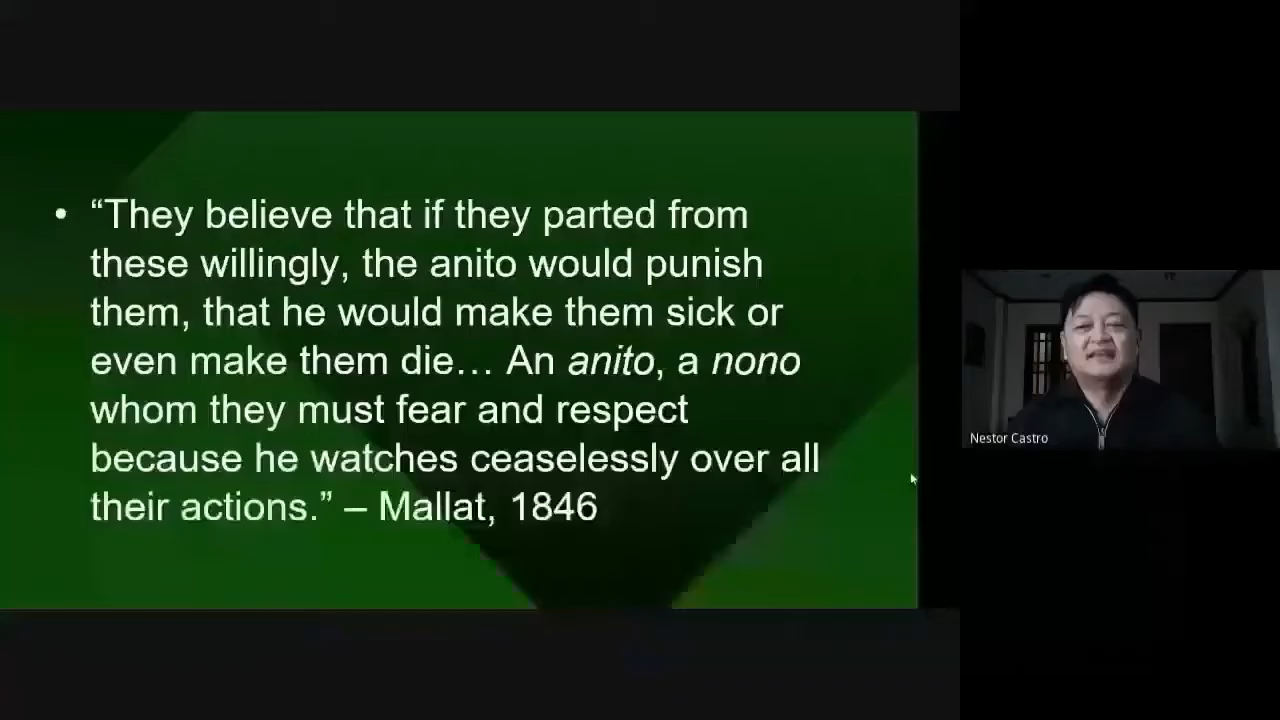 • “They believe that if they parted from
these willingly, the anito would punish
them, that he would make them sick or
even make them die… An anito, a nono
whom they must fear and respect
because he watches ceaselessly over all
their actions.” – Mallat, 1846
Nestor Castro